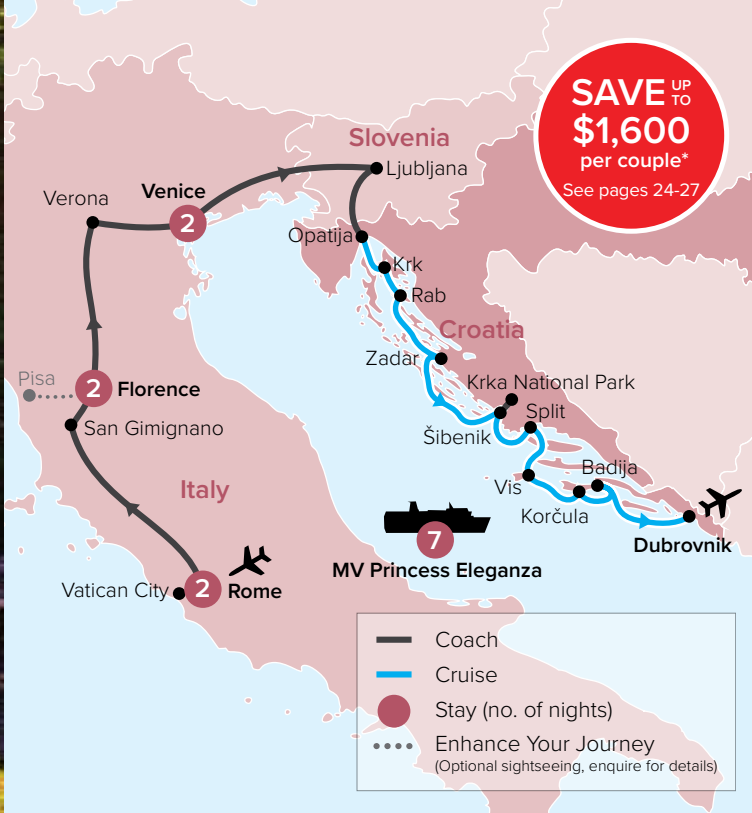 SAVE UP TO
$1,600
per couple*
See pages 24-27
Slovenia
Ljubljana
Venice
2
Verona
Opatija
Krk
Rab
Croatia
Zadar
Krka National Park
Pisa
2 Florence
Split
San Gimignano
Šibenik
Badija
Vis
Italy
Korčula
Dubrovnik
7
MV Princess Eleganza
Vatican City
2 Rome
Coach
Cruise
Stay (no. of nights)
Enhance Your Journey
(Optional sightseeing, enquire for details)